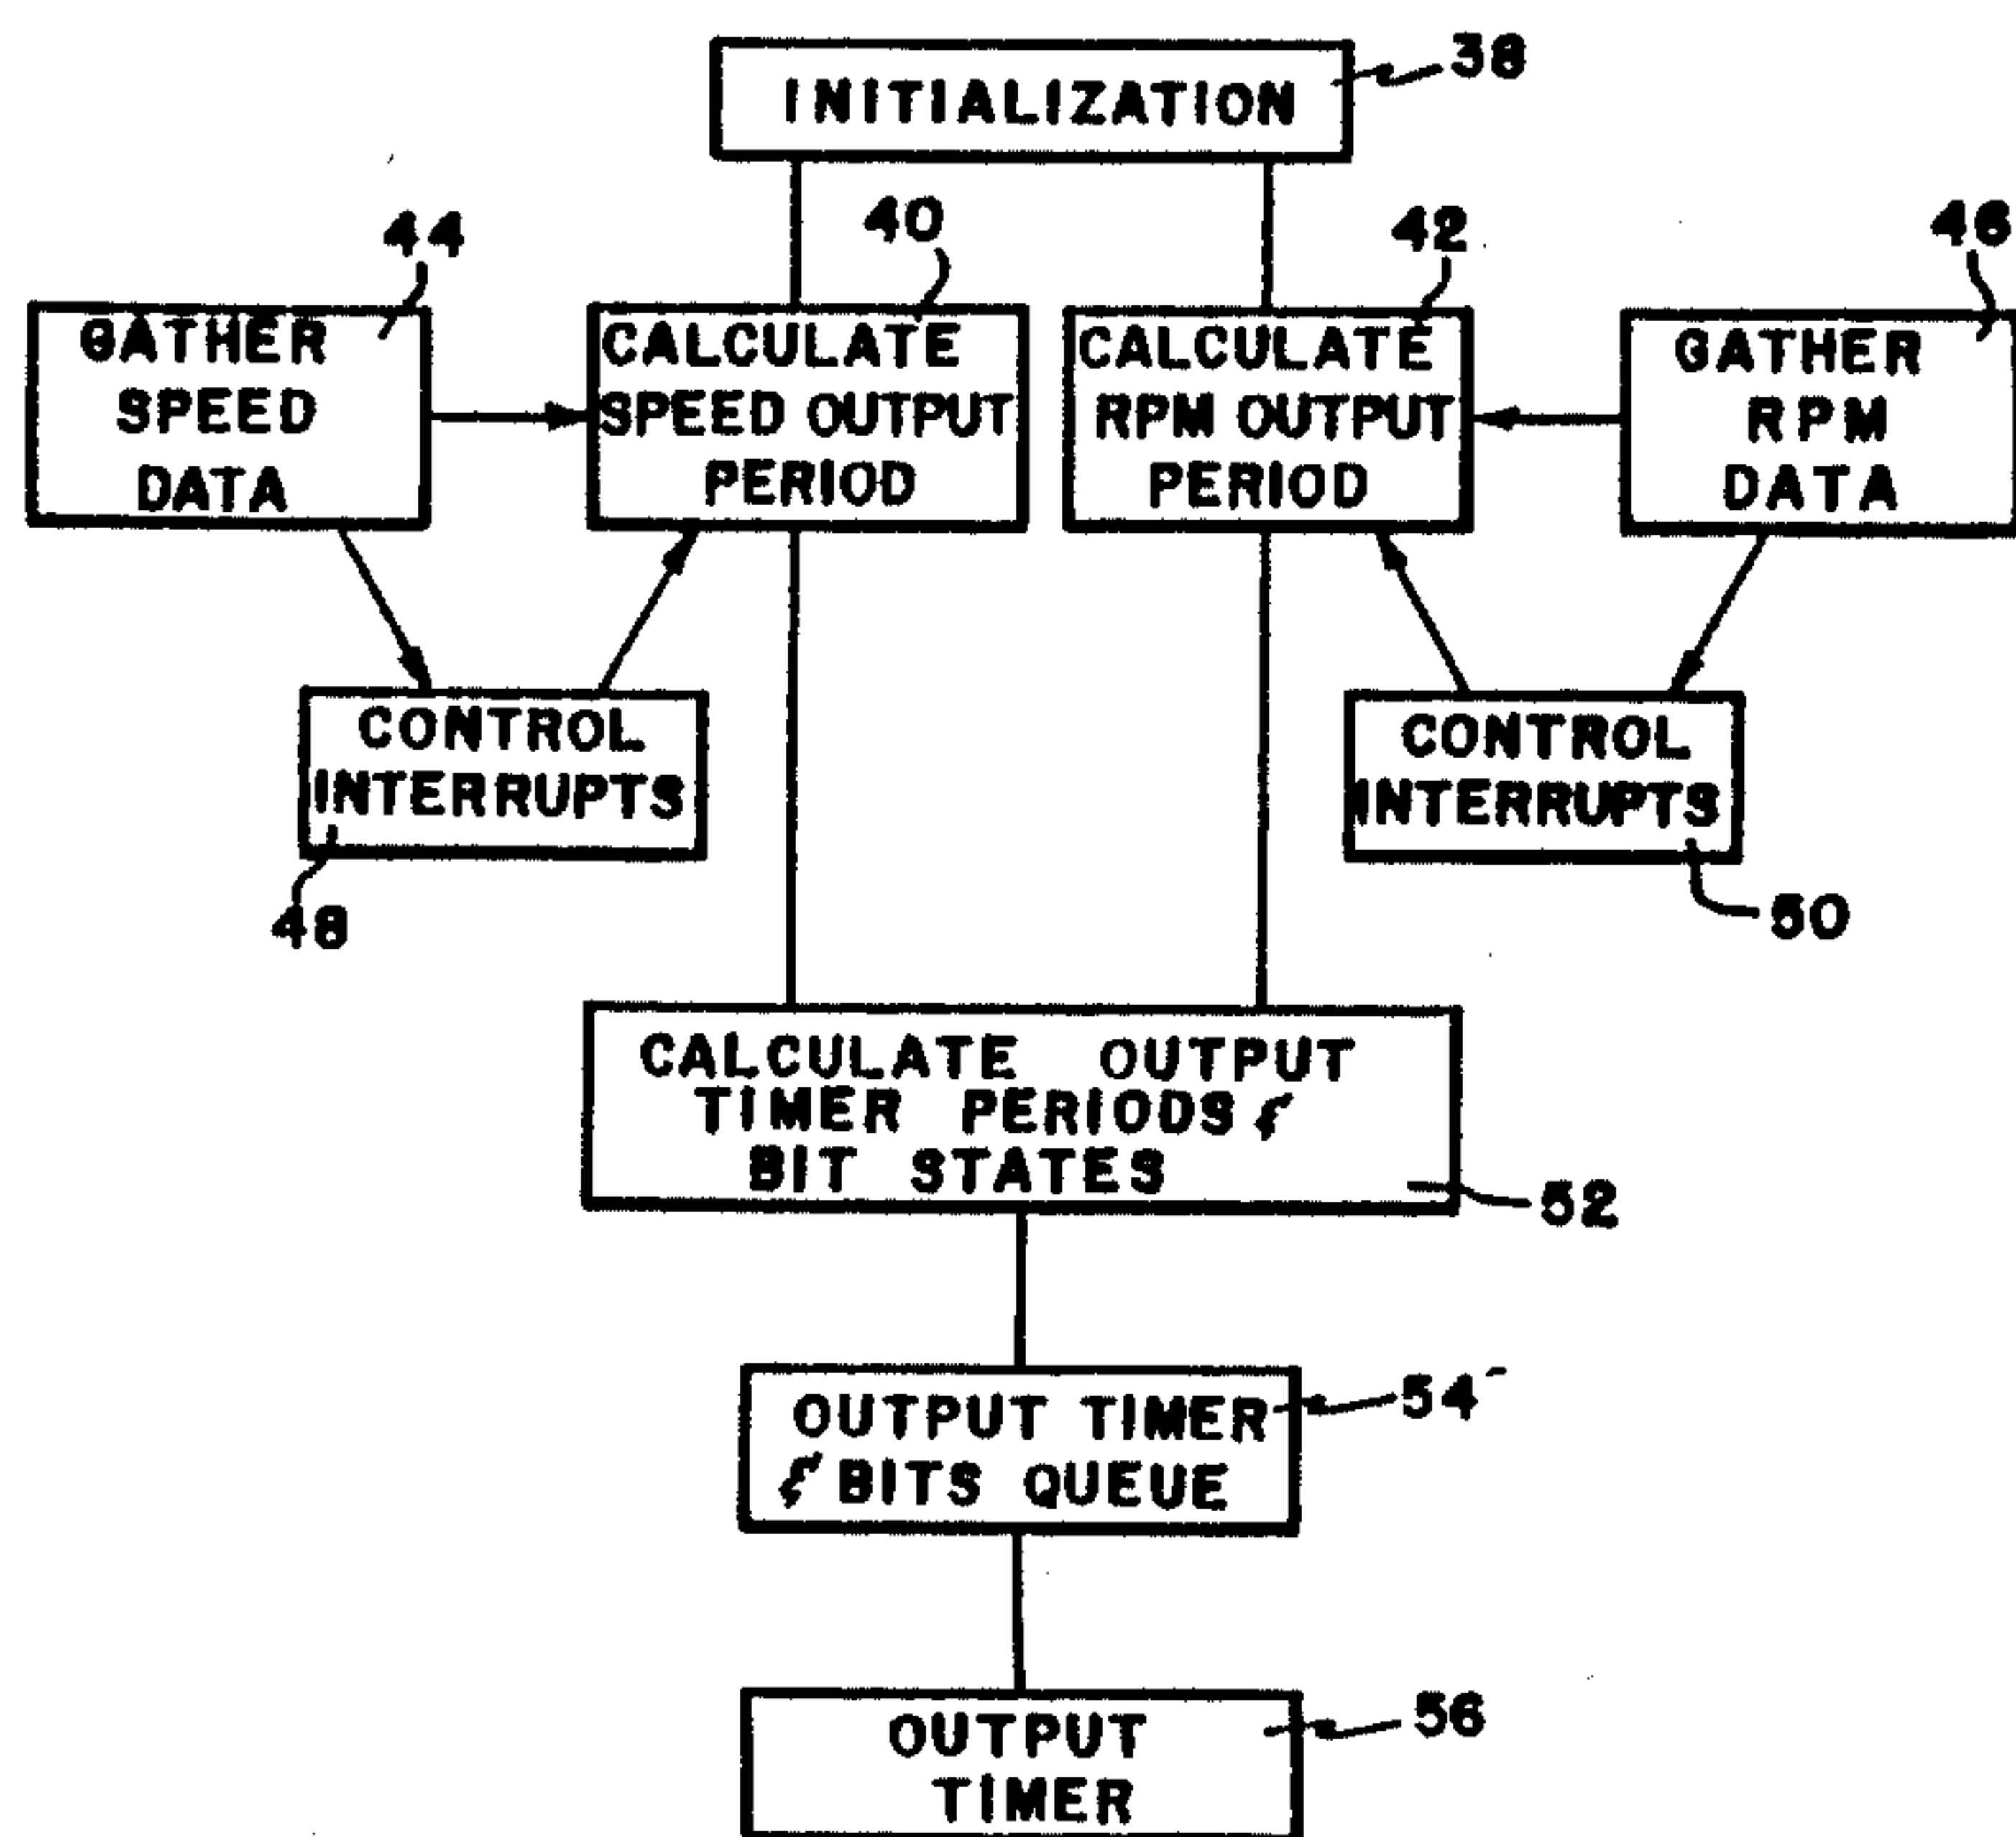 INITIALIZATION
38
44
40
42
46
GATHER
SPEED
DATA
CALCULATE
SPEED OUTPUT
PERIOD
CALCULATE
RPM OUTPUT
PERIOD
GATHER
RPM
DATA
CONTROL
INTERRUPTS
48
CONTROL
INTERRUPTS
50
CALCULATE OUTPUT
TIMER PERIODS &
BIT STATES
52
OUTPUT TIMER
& BITS QUEUE
54
OUTPUT
TIMER
56